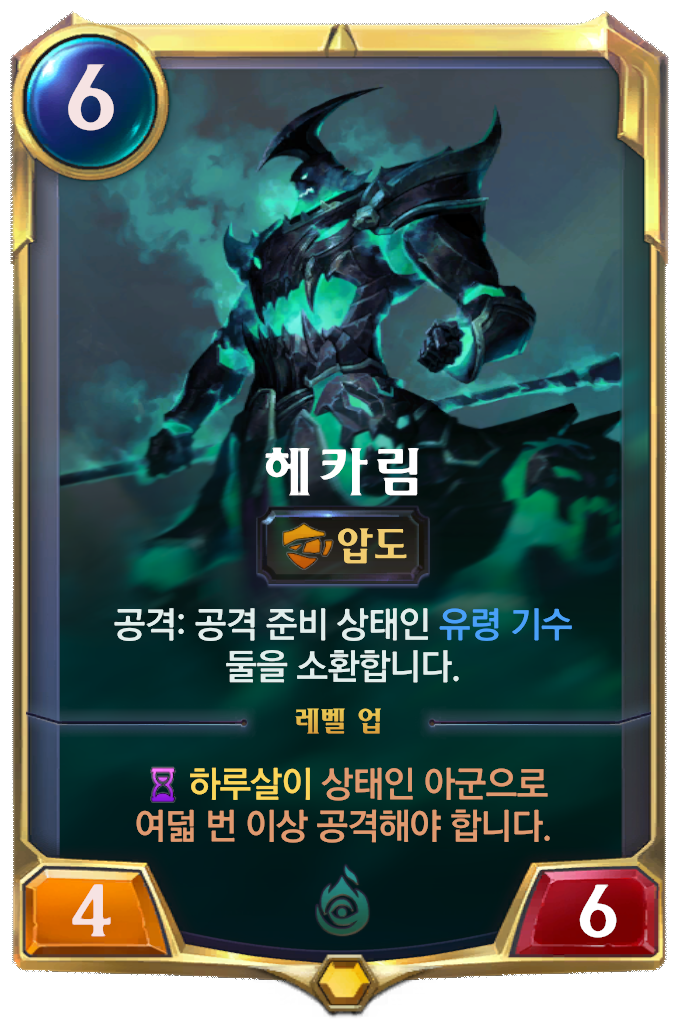 6
헤카림
압도
공격: 공격 준비 상태인 유령 기수
둘을 소환합니다.
레벨 업
하루살이 상태인 아군으로
여덟 번 이상 공격해야 합니다.
4
6